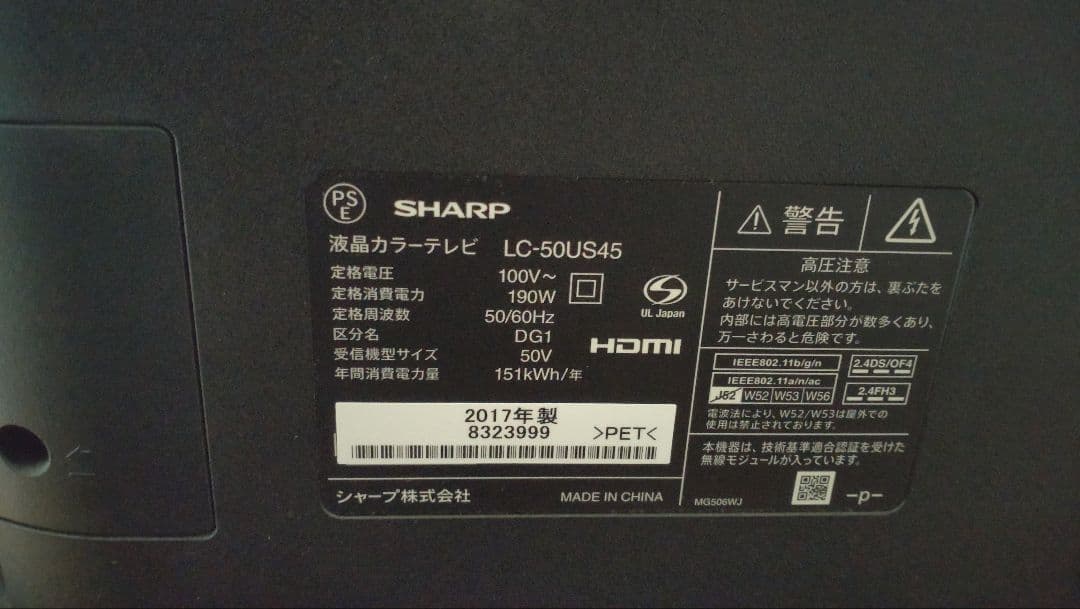 PS
E
SHARP
液晶カラーテレビ LC-50US45
定格電圧 100V～
定格消費電力 190W
定格周波数 50/60Hz
区分名 DG1
受信機型サイズ 50V
年間消費電力量 151kWh/年
UL Japan
HDMI
2017年製
8323999 >PET<
シャープ株式会社 MADE IN CHINA
警告
高圧注意
サービスマン以外の方は、裏ぶたを
あけないでください。
内部には高電圧部分が数多くあり、
万一さわると危険です。
IEEE802.11b/g/n 2.4DS/OF4
IEEE802.11a/n/ac
J52 W52 W53 W56 2.4FH3
電波法により、W52/W53は屋外での
使用は禁止されております。
本機器は、技術基準適合認証を受けた
無線モジュールが入っています。
MG506WJ -p-